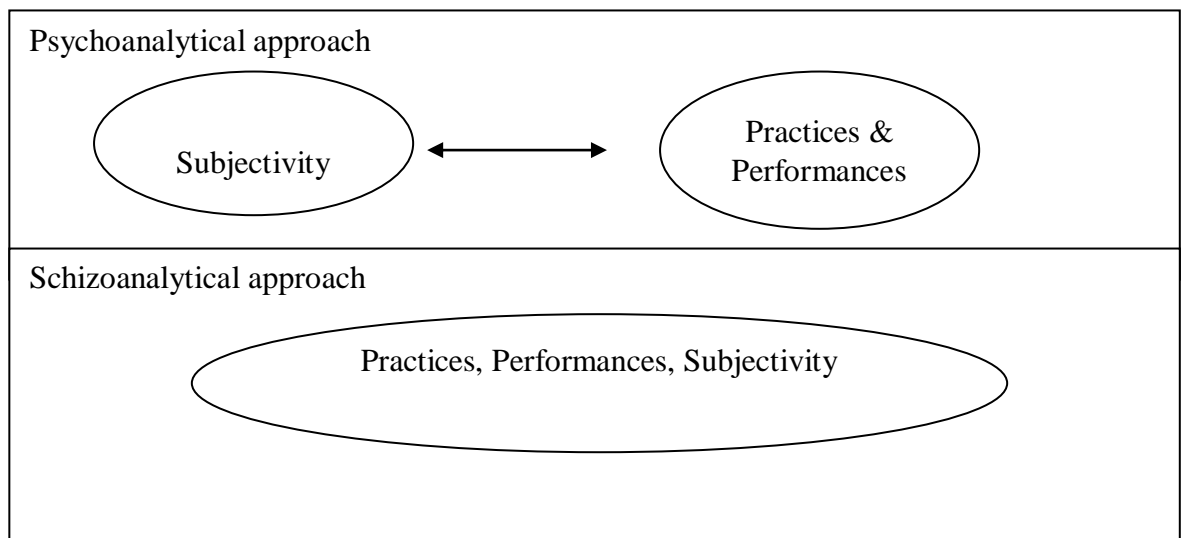 Psychoanalytical approach
Subjectivity
Practices &
Performances
Schizoanalytical approach
Practices, Performances, Subjectivity